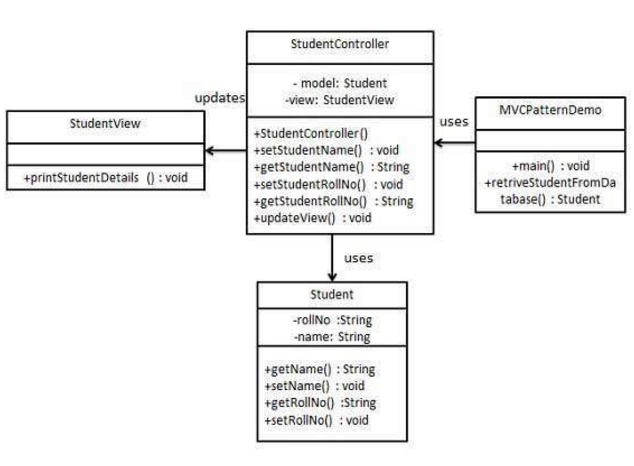 StudentController
- model: Student
-view: StudentView
+StudentController()
+setStudentName() : void
+getStudentName() : String
+setStudentRollNo() : void
+getStudentRollNo() : String
+updateView() : void
updates
StudentView
+printStudentDetails () : void
uses
MVCPatternDemo
+main() : void
+retriveStudentFromDa
tabase() : Student
uses
Student
-rollNo :String
-name: String
+getName() : String
+setName() : void
+getRollNo() :String
+setRollNo() : void